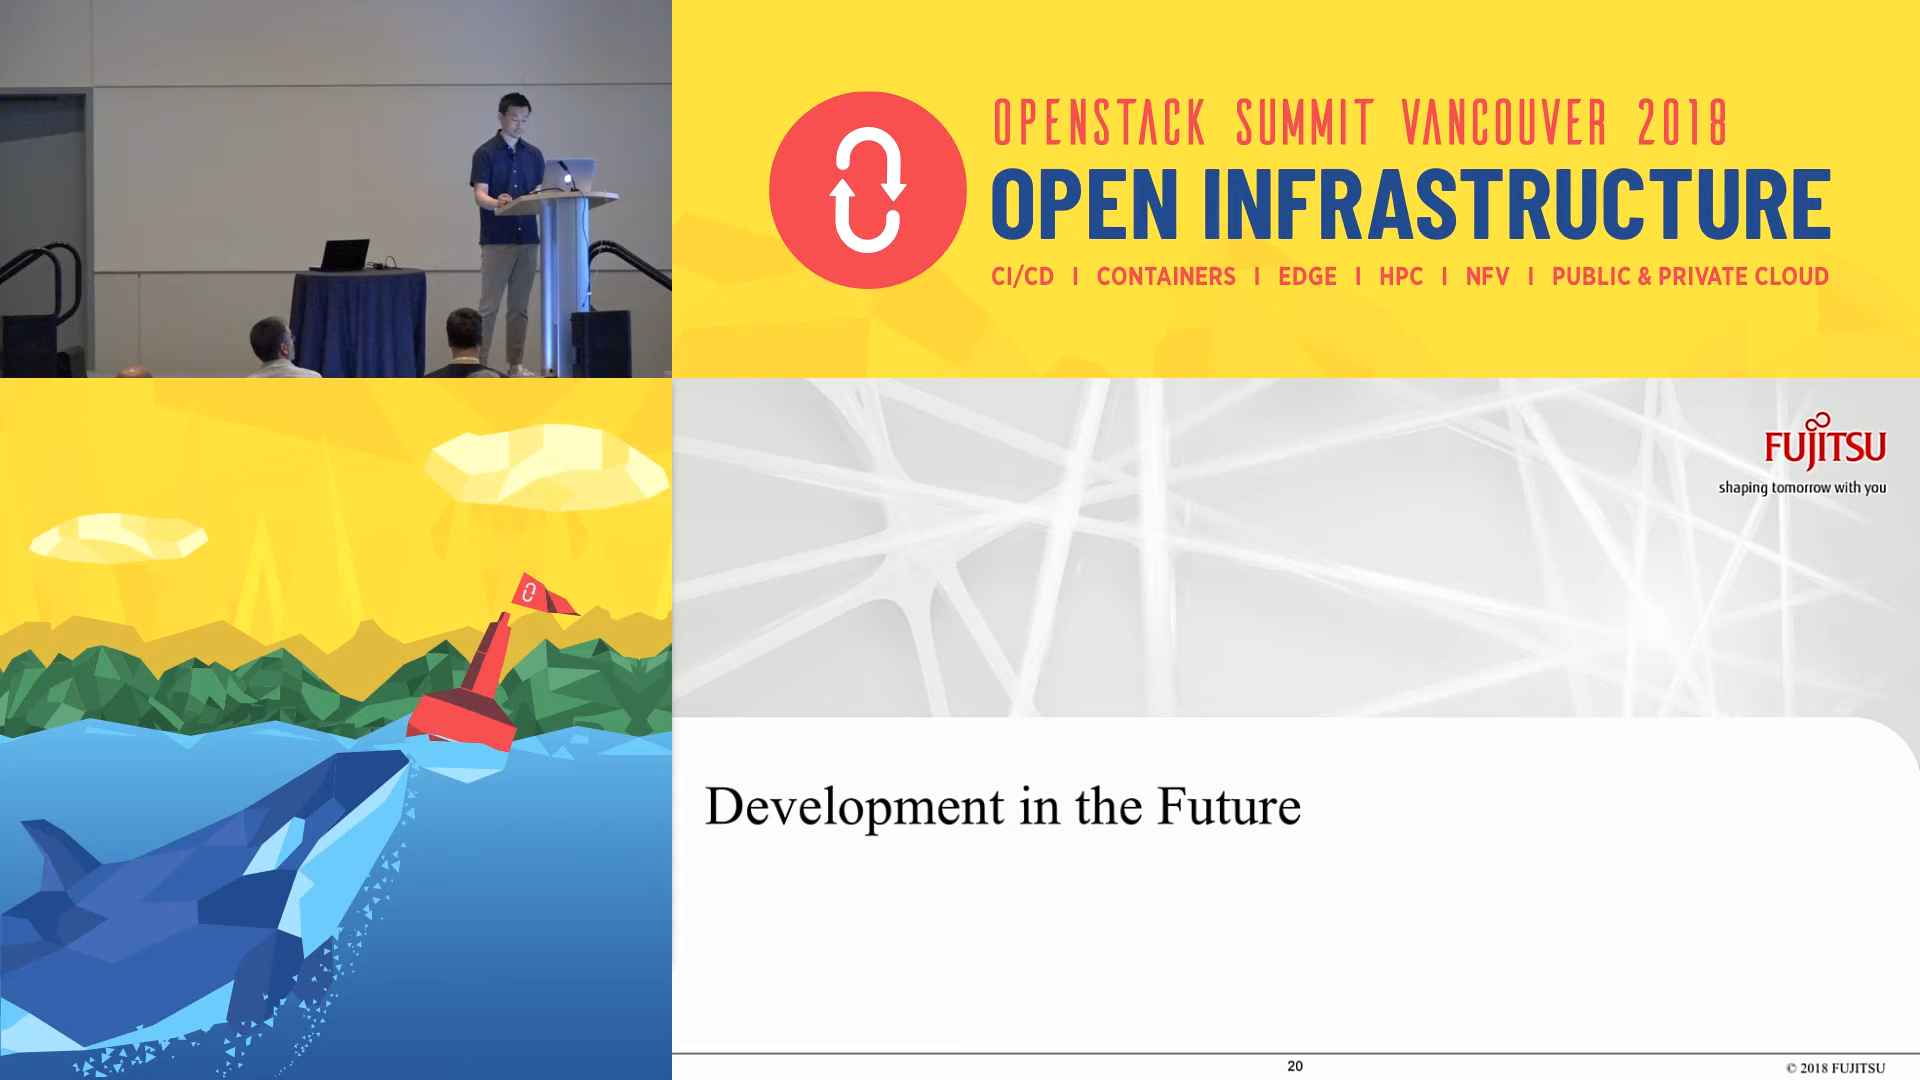 OPENSTACK SUMMIT VANCOUVER 2018
OPEN INFRASTRUCTURE
CI/CD | CONTAINERS | EDGE | HPC | NFV | PUBLIC & PRIVATE CLOUD
FUJITSU
shaping tomorrow with you
Development in the Future
20
© 2018 FUJITSU